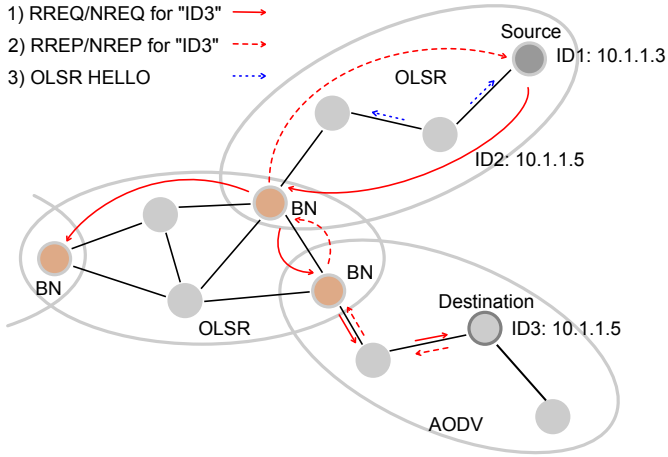 1) RREQ/NREQ for "ID3"
2) RREP/NREP for "ID3"
3) OLSR HELLO
Source
ID1: 10.1.1.3
OLSR
ID2: 10.1.1.5
BN
BN
BN
Destination
ID3: 10.1.1.5
OLSR
AODV